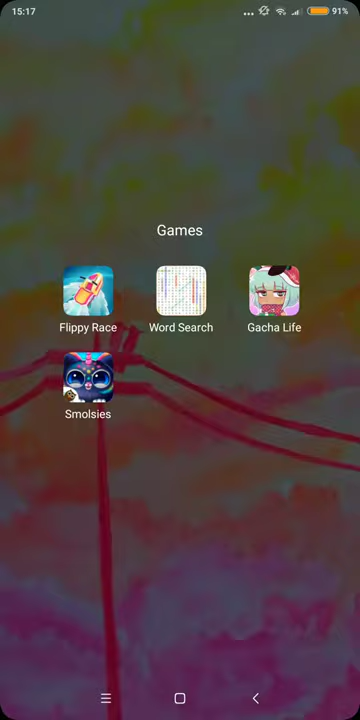 15:17
91%
Games
Flippy Race
Word Search
Gacha Life
Smolsies